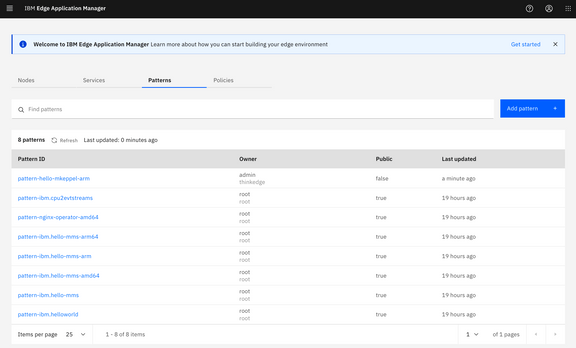 IBM Edge Application Manager
Welcome to IBM Edge Application Manager Learn more about how you can start building your edge environment
Get started
Nodes Services Patterns Policies
Find patterns
Add pattern +
8 patterns Refresh Last updated: 0 minutes ago
Pattern ID Owner Public Last updated
pattern-hello-mkeppel-arm admin false a minute ago
thinkedge
pattern-ibm.cpu2evtstreams root true 19 hours ago
root
pattern-nginx-operator-amd64 root true 19 hours ago
root
pattern-ibm.hello-mms-arm64 root true 19 hours ago
root
pattern-ibm.hello-mms-arm root true 19 hours ago
root
pattern-ibm.hello-mms-amd64 root true 19 hours ago
root
pattern-ibm.hello-mms root true 19 hours ago
root
pattern-ibm.helloworld root true 19 hours ago
root
Items per page 25 1 - 8 of 8 items 1 of 1 pages